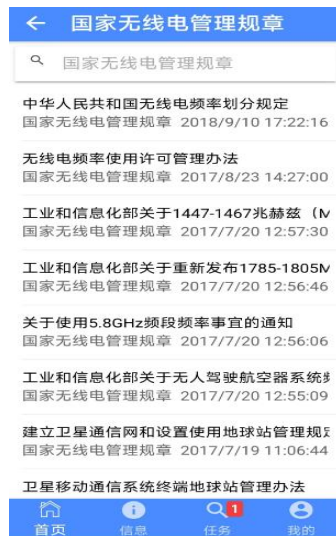 国家无线电管理规章
国家无线电管理规章
中华人民共和国无线电频率划分规定
国家无线电管理规章 2018/9/10 17:22:16
无线电频率使用许可管理办法
国家无线电管理规章 2017/8/23 14:27:00
工业和信息化部关于1447-1467兆赫兹（M
国家无线电管理规章 2017/7/20 12:57:30
工业和信息化部关于重新发布1785-1805M
国家无线电管理规章 2017/7/20 12:56:46
关于使用5.8GHz频段频率事宜的通知
国家无线电管理规章 2017/7/20 12:56:06
工业和信息化部关于无人驾驶航空器系统频
国家无线电管理规章 2017/7/20 12:55:09
建立卫星通信网和设置使用地球站管理规定
国家无线电管理规章 2017/7/19 11:06:44
卫星移动通信系统终端地球站管理办法
1
首页 信息 任务 我的